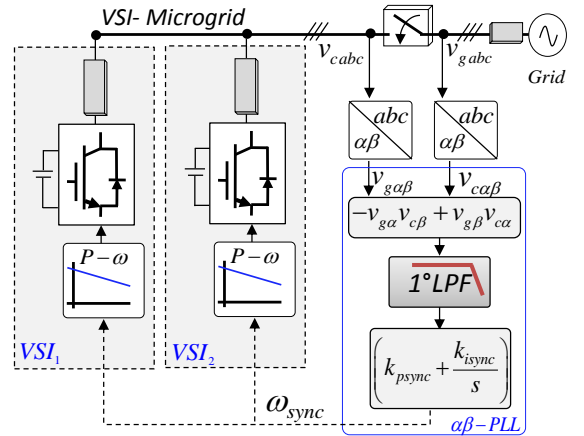 VSI- Microgrid
v_cabc
v_gabc
Grid
abc
αβ
abc
αβ
v_gαβ
v_cαβ
-v_gα v_cβ + v_gβ v_cα
1°LPF
(k_psync + k_isync/s)
αβ-PLL
P-ω
P-ω
VSI_1
VSI_2
ω_sync